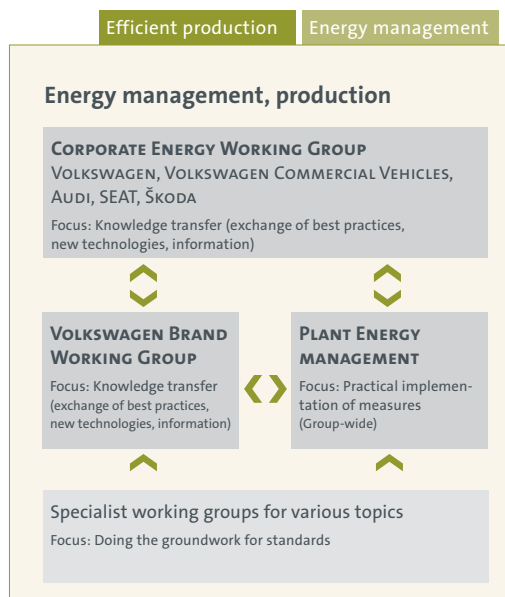 Efficient production
Energy management
Energy management, production
Corporate Energy Working Group
Volkswagen, Volkswagen Commercial Vehicles,
Audi, SEAT, Škoda
Focus: Knowledge transfer (exchange of best practices,
new technologies, information)
Volkswagen Brand
Working Group
Focus: Knowledge transfer
(exchange of best practices,
new technologies, information)
Plant Energy
management
Focus: Practical implemen-
tation of measures
(Group-wide)
Specialist working groups for various topics
Focus: Doing the groundwork for standards